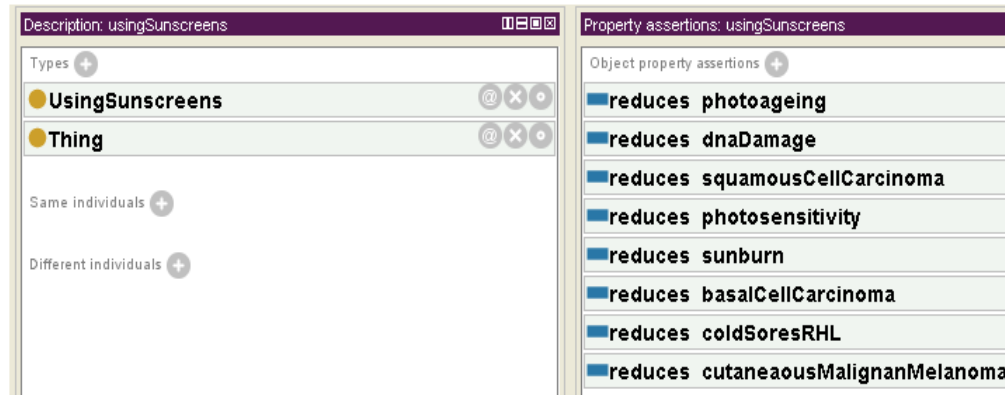 Description: usingSunscreens
Types
UsingSunscreens
Thing
Same individuals
Different individuals
Property assertions: usingSunscreens
Object property assertions
reduces photoageing
reduces dnaDamage
reduces squamousCellCarcinoma
reduces photosensitivity
reduces sunburn
reduces basalCellCarcinoma
reduces coldSoresRHL
reduces cutaneaousMalignanMelanoma